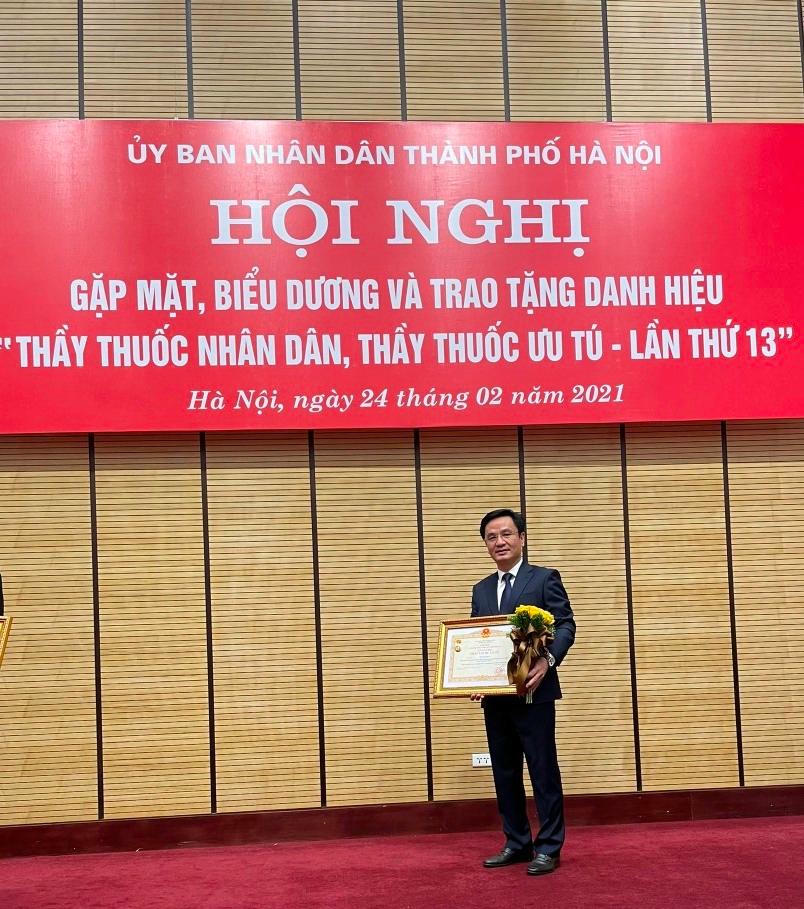 ỦY BAN NHÂN DÂN THÀNH PHỐ HÀ NỘI
HỘI NGHỊ
GẶP MẶT, BIỂU DƯƠNG VÀ TRAO TẶNG DANH HIỆU
“THẦY THUỐC NHÂN DÂN, THẦY THUỐC ƯU TÚ - LẦN THỨ 13”
Hà Nội, ngày 24 tháng 02 năm 2021